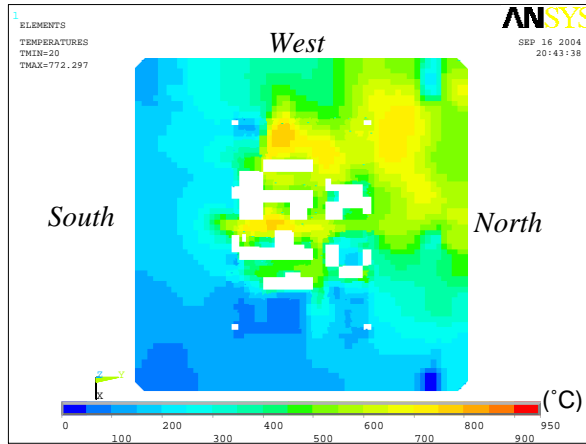 1
ELEMENTS
ANSYS
TEMPERATURES
TMIN=20
TMAX=772.297
SEP 16 2004
20:43:38
West
South
North
Z Y
X
(°C)
0 200 400 600 800 950
100 300 500 700 900